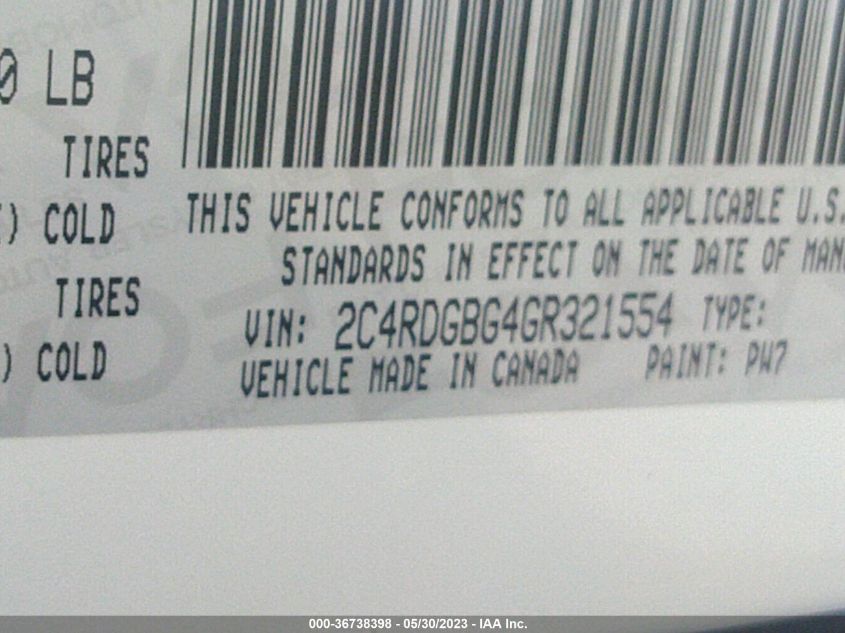 0 LB
TIRES
) COLD
TIRES
) COLD
THIS VEHICLE CONFORMS TO ALL APPLICABLE U.S.
STANDARDS IN EFFECT ON THE DATE OF MAN
VIN: 2C4RDGBG4GR321554 TYPE:
VEHICLE MADE IN CANADA PAINT: PW7
000-36738398 - 05/30/2023 - IAA Inc.